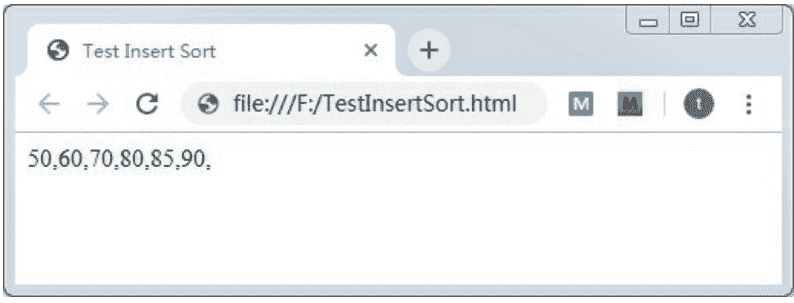 Test Insert Sort
file:///F:/TestInsertSort.html
M
M
t
50,60,70,80,85,90,